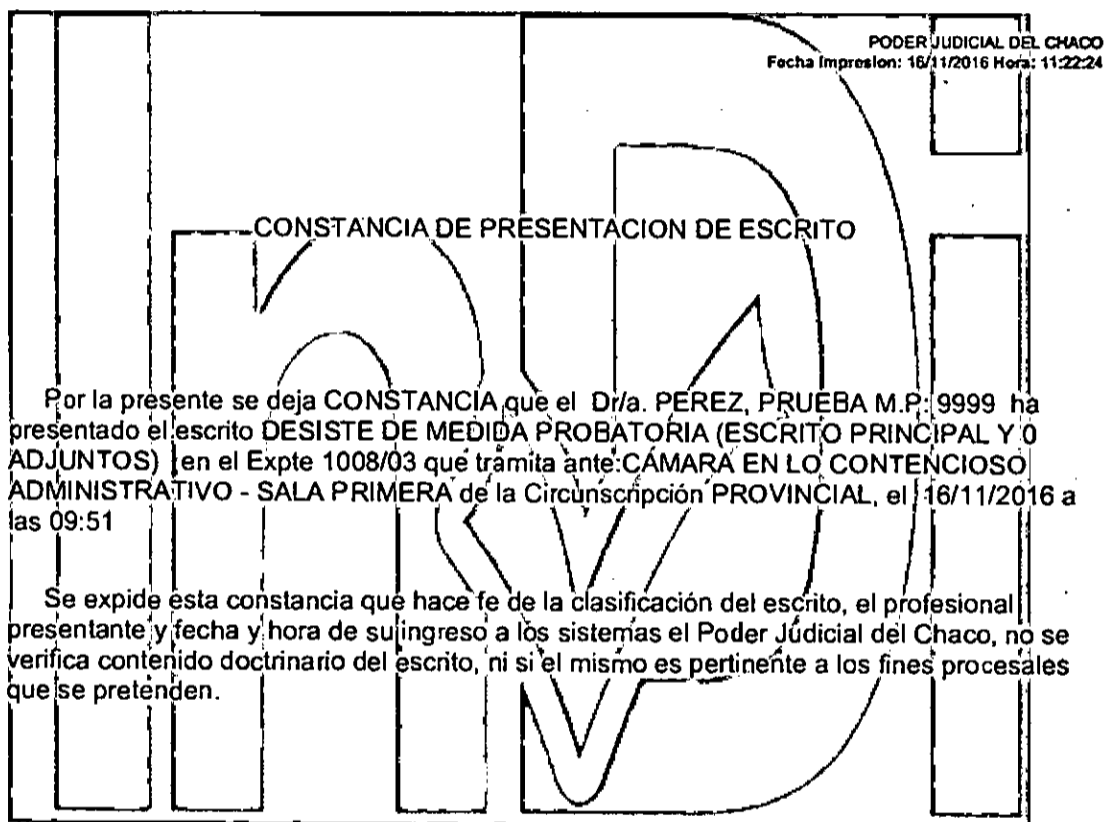 PODER JUDICIAL DEL CHACO
Fecha Impresion: 16/11/2016 Hora: 11:22:24
CONSTANCIA DE PRESENTACION DE ESCRITO
Por la presente se deja CONSTANCIA que el Dr/a. PEREZ, PRUEBA M.P: 9999 ha
presentado el escrito DESISTE DE MEDIDA PROBATORIA (ESCRITO PRINCIPAL Y 0
ADJUNTOS) en el Expte 1008/03 que tramita ante:CÁMARA EN LO CONTENCIOSO
ADMINISTRATIVO - SALA PRIMERA de la Circunscripción PROVINCIAL, el 16/11/2016 a
las 09:51
Se expide esta constancia que hace fe de la clasificación del escrito, el profesional
presentante y fecha y hora de su ingreso a los sistemas el Poder Júdicial del Chaco, no se
verifica contenido doctrinario del escrito, ni si el mismo es pertinente a los fines procesales
que se pretenden.